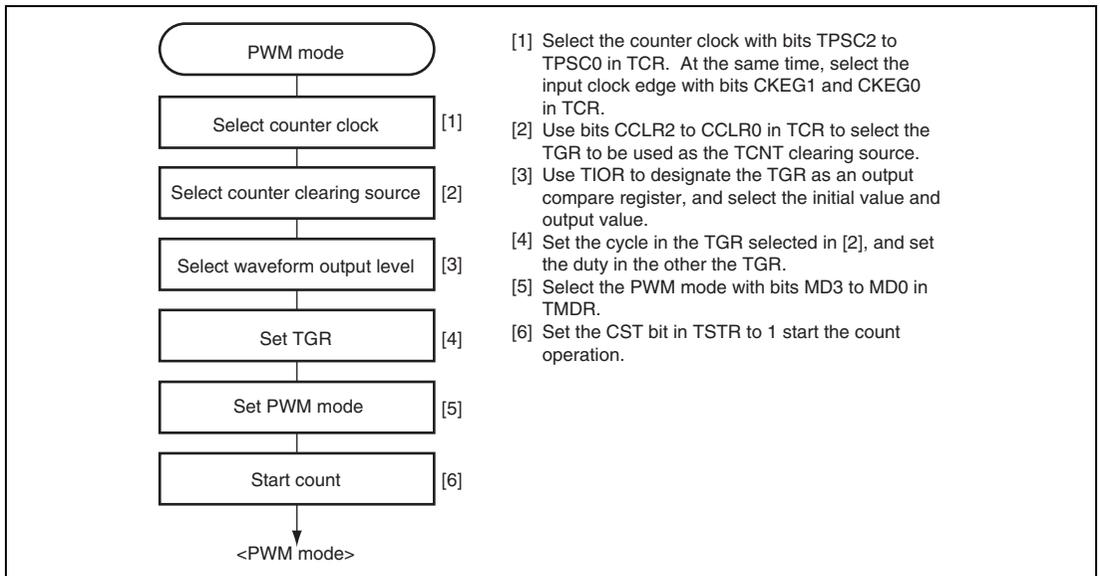 PWM mode
Select counter clock
[1]
Select counter clearing source
[2]
Select waveform output level
[3]
Set TGR
[4]
Set PWM mode
[5]
Start count
[6]
<PWM mode>
[1] Select the counter clock with bits TPSC2 to
TPSC0 in TCR. At the same time, select the
input clock edge with bits CKEG1 and CKEG0
in TCR.
[2] Use bits CCLR2 to CCLR0 in TCR to select the
TGR to be used as the TCNT clearing source.
[3] Use TIOR to designate the TGR as an output
compare register, and select the initial value and
output value.
[4] Set the cycle in the TGR selected in [2], and set
the duty in the other the TGR.
[5] Select the PWM mode with bits MD3 to MD0 in
TMDR.
[6] Set the CST bit in TSTR to 1 start the count
operation.